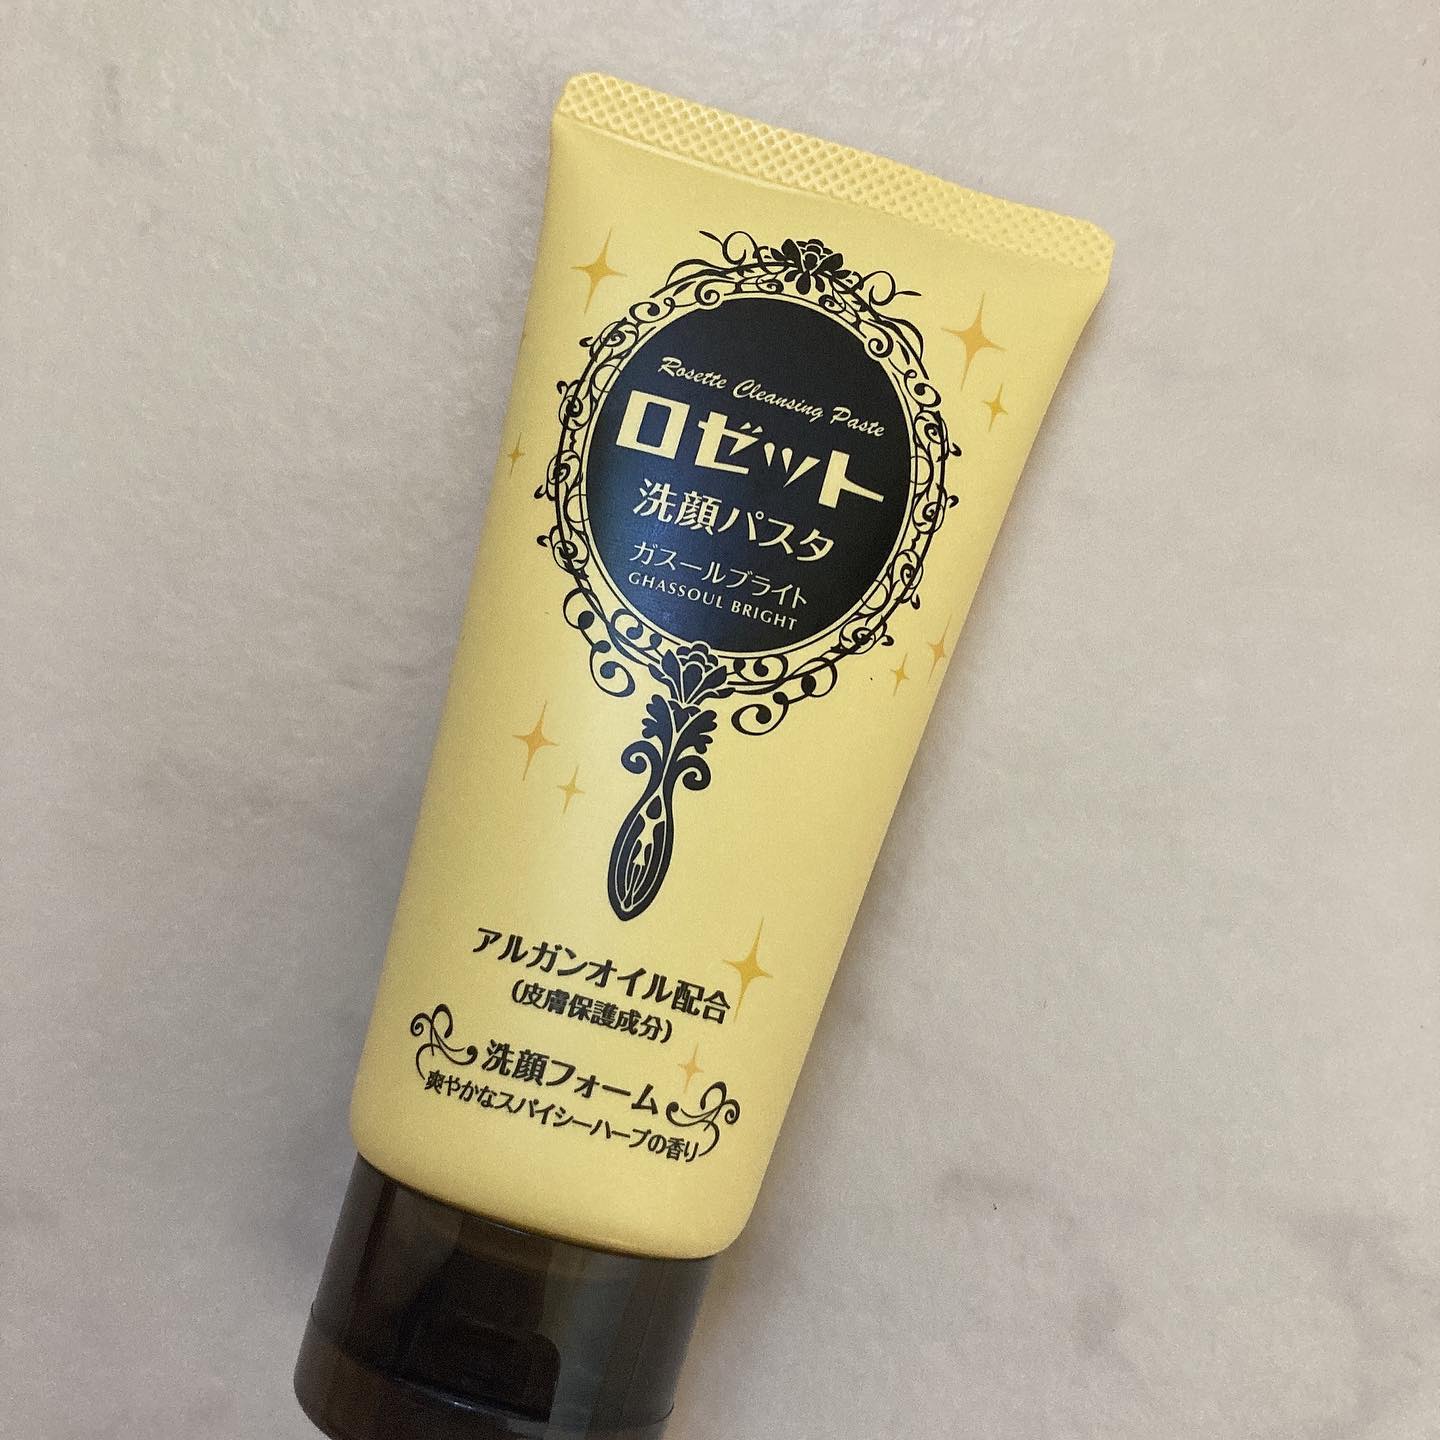 Rosette Cleansing Paste
ロゼット
洗顔パスタ
ガスールブライト
GHASSOUL BRIGHT
アルガンオイル配合
(皮膚保護成分)
洗顔フォーム
爽やかなスパイシーハーブの香り